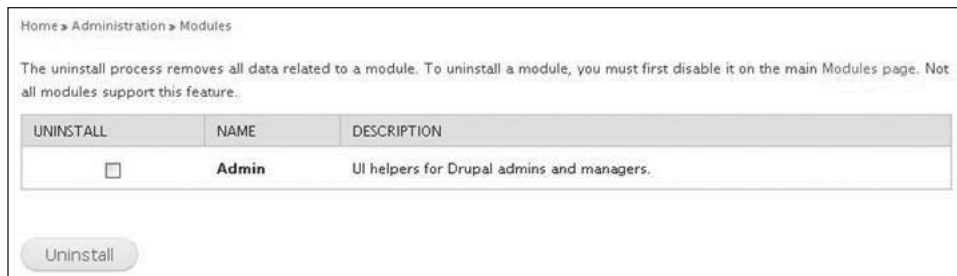 Home » Administration » Modules
The uninstall process removes all data related to a module. To uninstall a module, you must first disable it on the main Modules page. Not
all modules support this feature.
UNINSTALL NAME DESCRIPTION
Admin UI helpers for Drupal admins and managers.
Uninstall